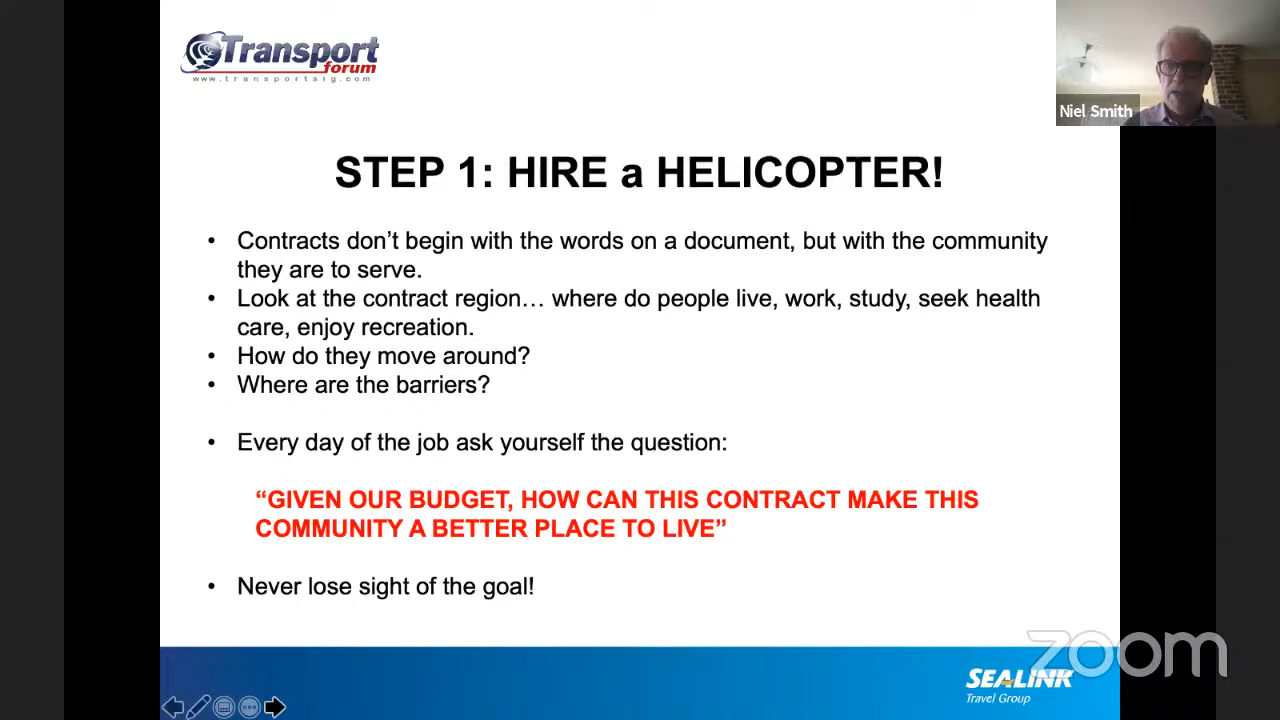 Transport
forum
www.transportsig.com
Niel Smith
STEP 1: HIRE a HELICOPTER!
• Contracts don’t begin with the words on a document, but with the community
they are to serve.
• Look at the contract region… where do people live, work, study, seek health
care, enjoy recreation.
• How do they move around?
• Where are the barriers?
• Every day of the job ask yourself the question:
“GIVEN OUR BUDGET, HOW CAN THIS CONTRACT MAKE THIS
COMMUNITY A BETTER PLACE TO LIVE”
• Never lose sight of the goal!
zoom
SEALINK
Travel Group